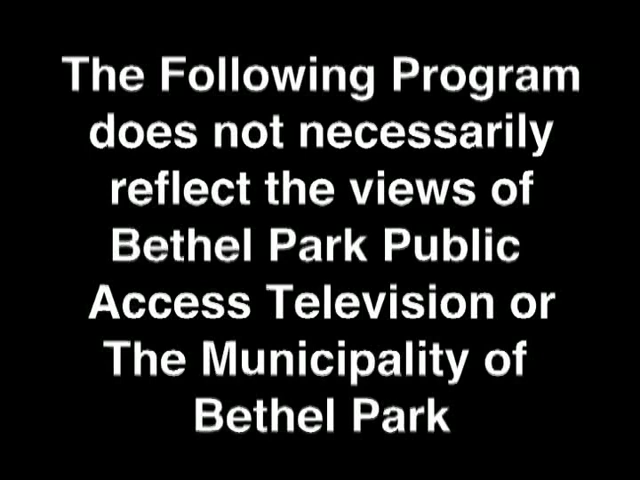 The Following Program
does not necessarily
reflect the views of
Bethel Park Public
Access Television or
The Municipality of
Bethel Park